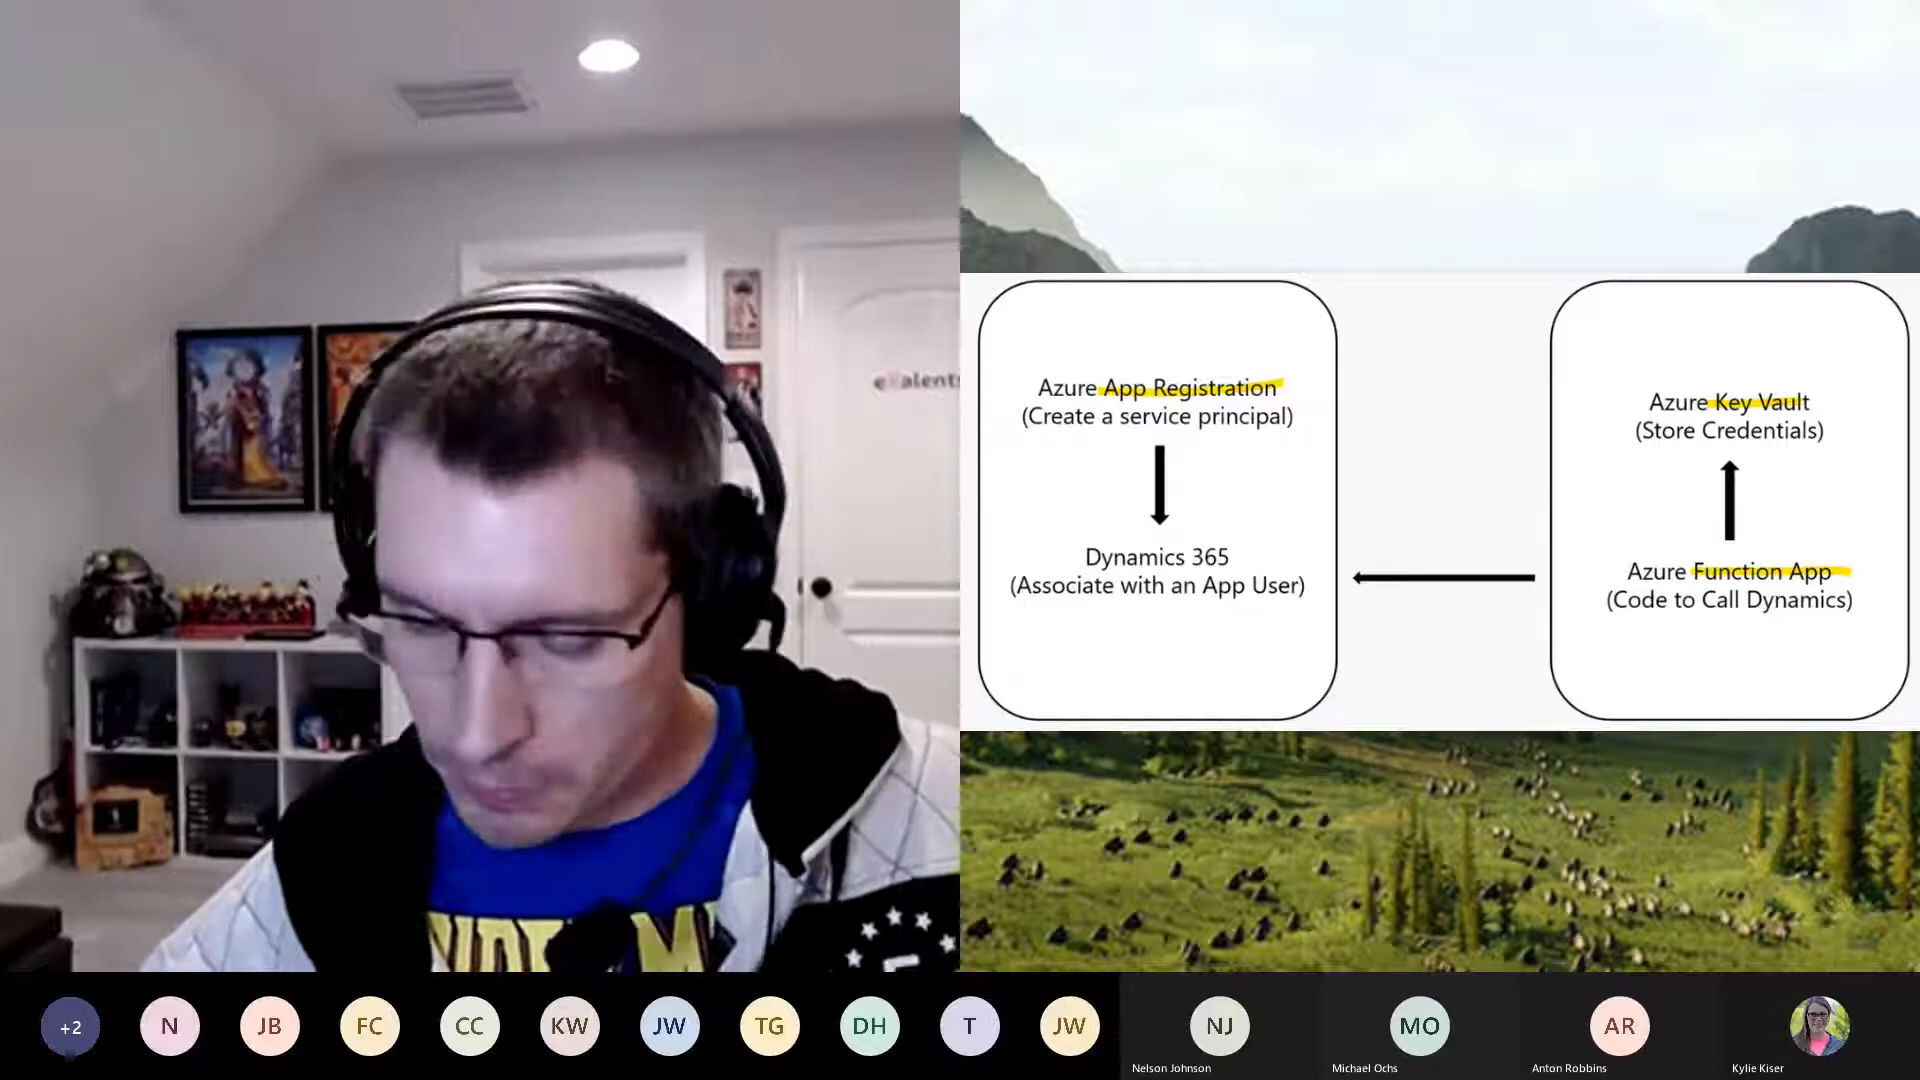 Azure App Registration
(Create a service principal)
Dynamics 365
(Associate with an App User)
Azure Key Vault
(Store Credentials)
Azure Function App
(Code to Call Dynamics)
+2
N
JB
FC
CC
KW
JW
TG
DH
T
JW
NJ
MO
AR
Nelson Johnson
Michael Ochs
Anton Robbins
Kylie Kiser